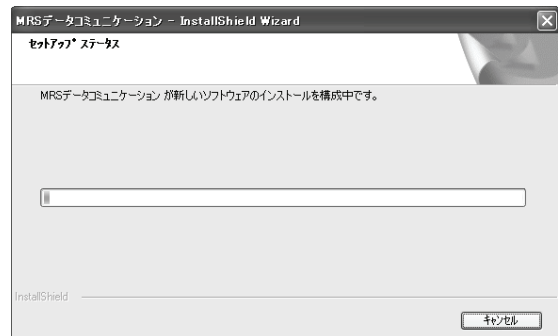 MRSデータコミュニケーション - InstallShield Wizard
ｾｯﾄｱｯﾌﾟ ｽﾃｰﾀｽ
MRSデータコミュニケーション が新しいソフトウェアのインストールを構成中です。
InstallShield
キャンセル